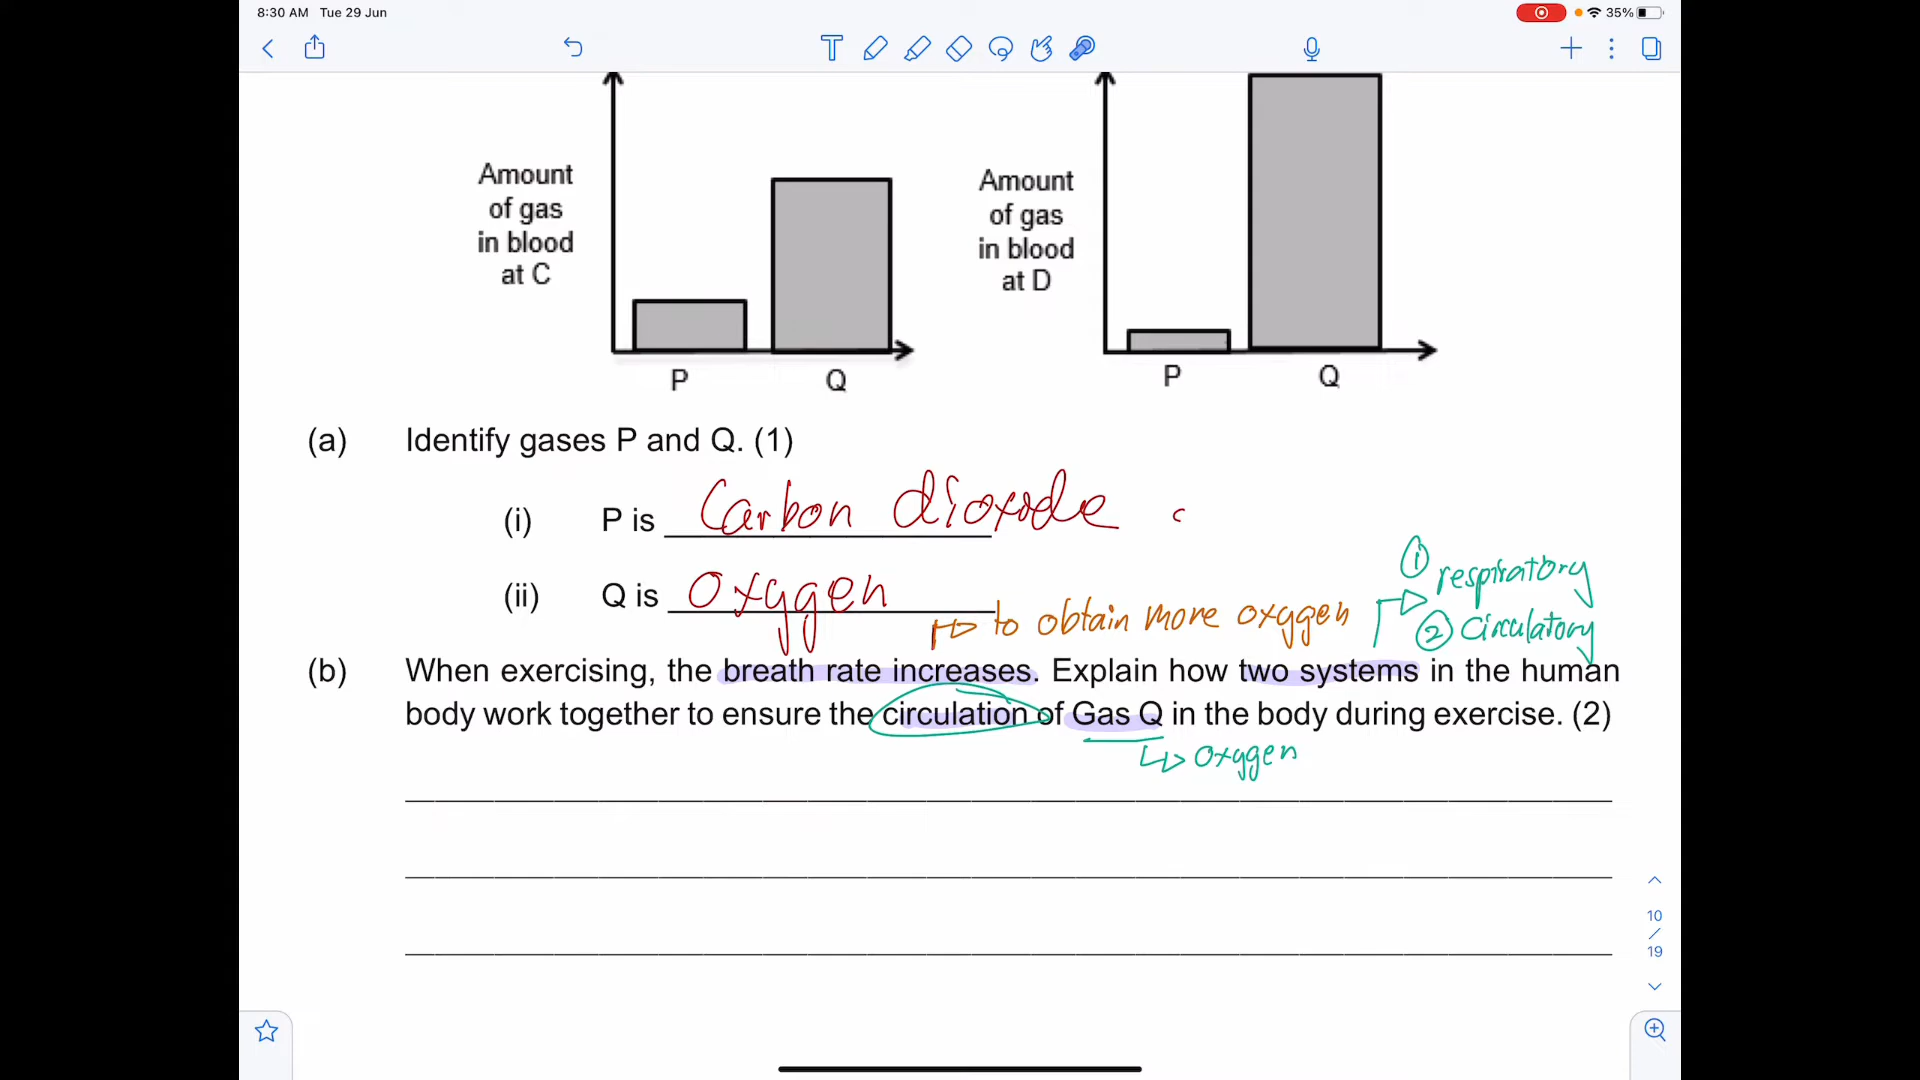 8:30 AM Tue 29 Jun
35%
Amount
of gas
in blood
at C
P
Q
Amount
of gas
in blood
at D
P
Q
(a) Identify gases P and Q. (1)
(i) P is Carbon dioxide
(ii) Q is Oxygen
to obtain more oxygen
① respiratory
② Circulatory
(b) When exercising, the breath rate increases. Explain how two systems in the human
body work together to ensure the circulation of Gas Q in the body during exercise. (2)
oxygen
10
/
19